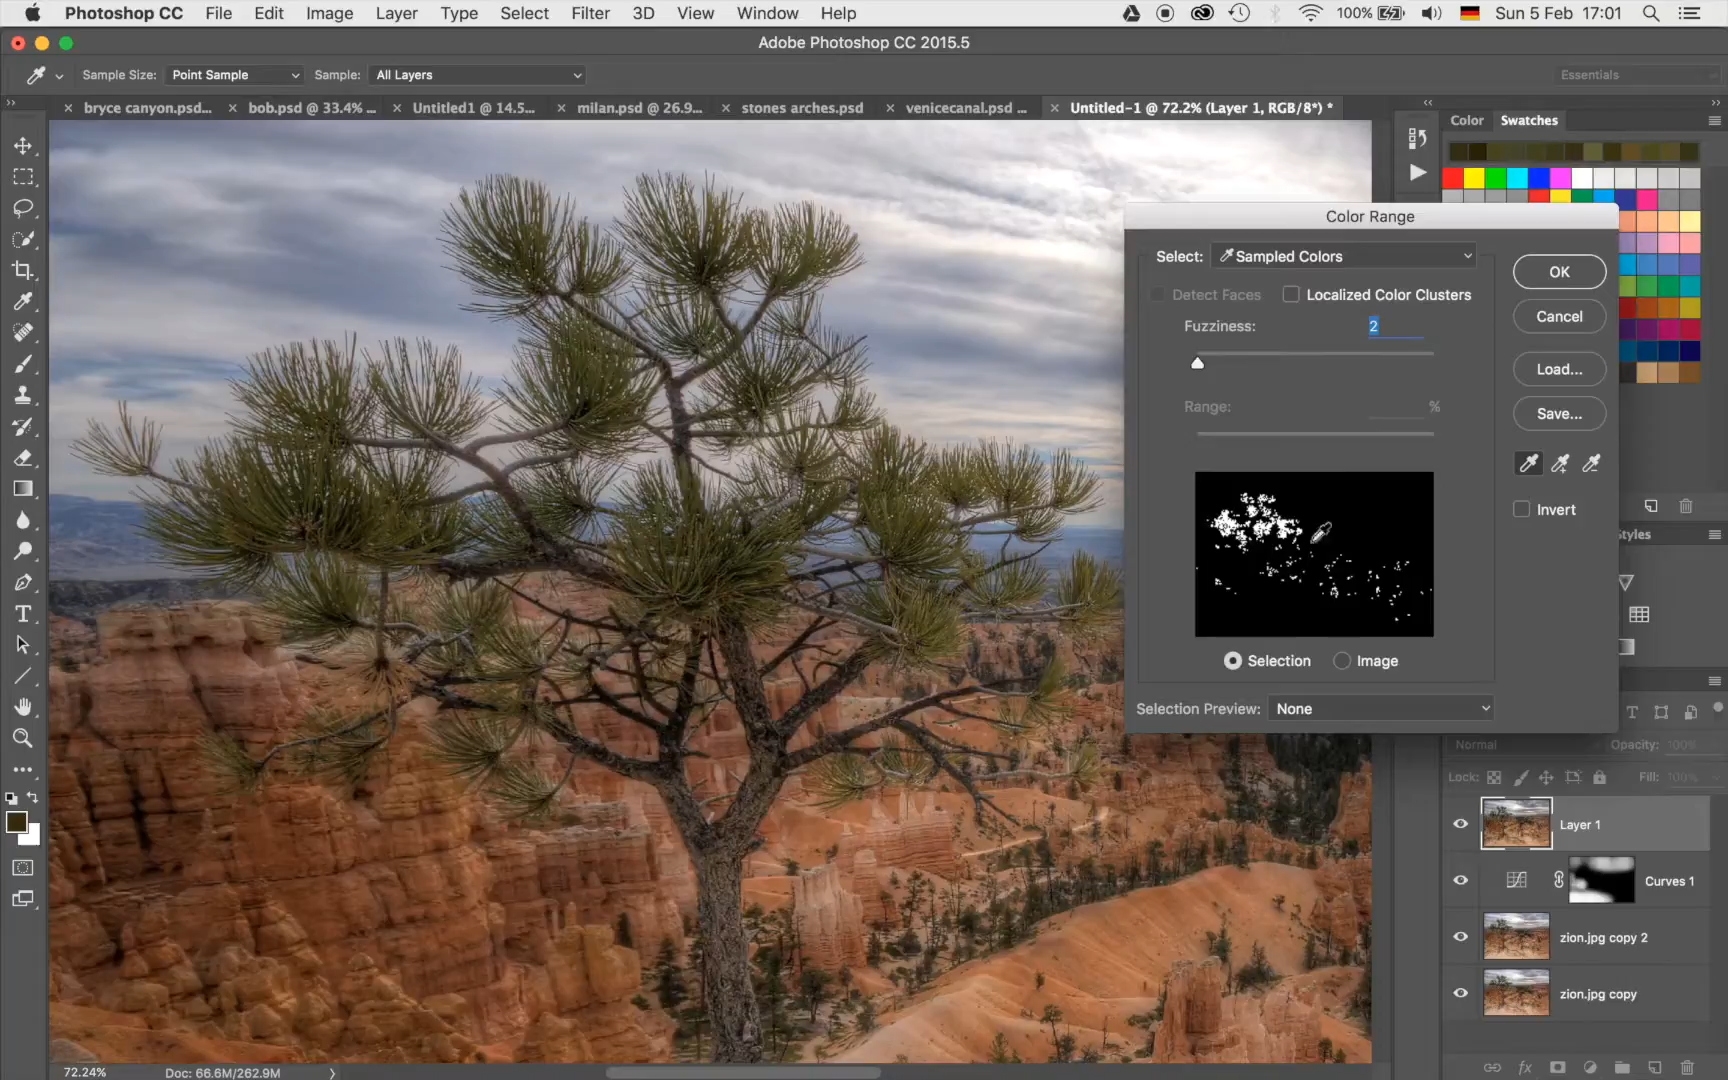 Photoshop CC File Edit Image Layer Type Select Filter 3D View Window Help 100% Sun 5 Feb 17:01
Adobe Photoshop CC 2015.5
Sample Size: Point Sample Sample: All Layers Essentials
bryce canyon.psd... bob.psd @ 33.4% ... Untitled1 @ 14.5... milan.psd @ 26.9... stones arches.psd venicecanal.psd ... Untitled-1 @ 72.2% (Layer 1, RGB/8*) *
Color Swatches
Color Range
Select: Sampled Colors
OK
Detect Faces Localized Color Clusters
Cancel
Fuzziness: 2
Load...
Range: %
Save...
Invert
Styles
Selection Image
Selection Preview: None
Normal Opacity: 100%
Lock: Fill: 100%
Layer 1
Curves 1
zion.jpg copy 2
zion.jpg copy
72.24% Doc: 66.6M/262.9M